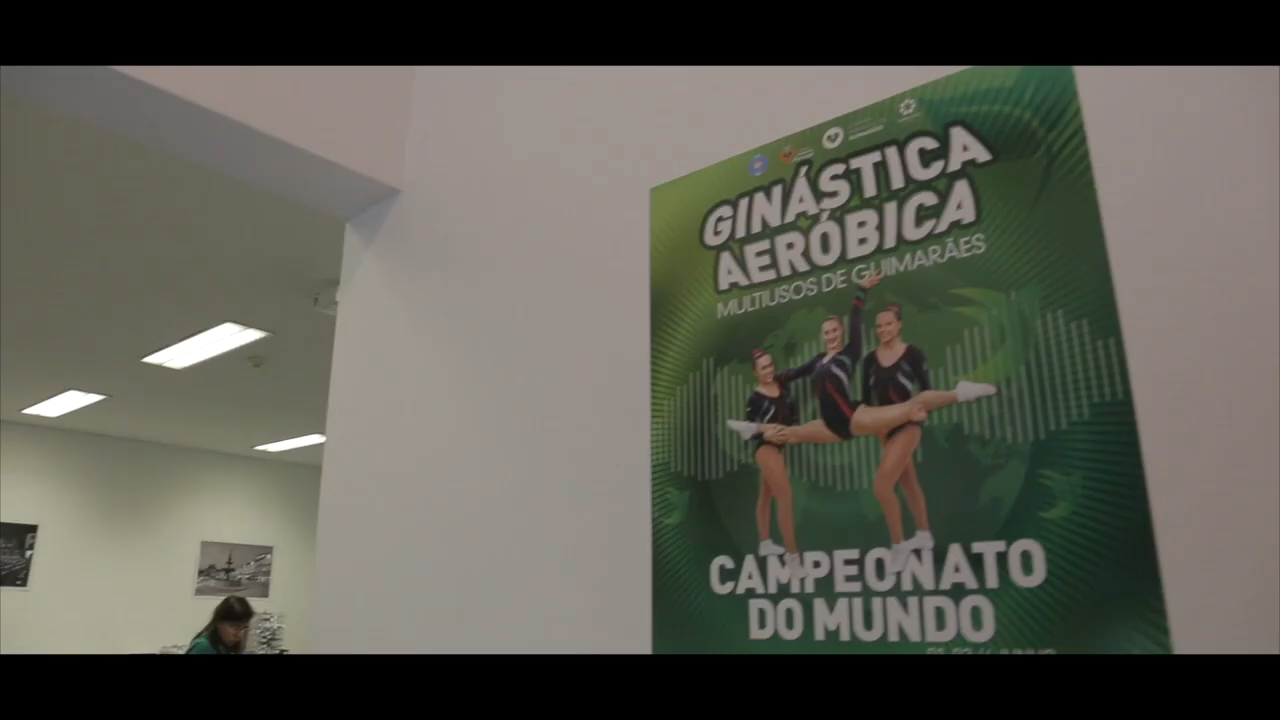 GINÁSTICA
AERÓBICA
MULTIUSOS DE GUIMARÃES
CAMPEONATO
DO MUNDO